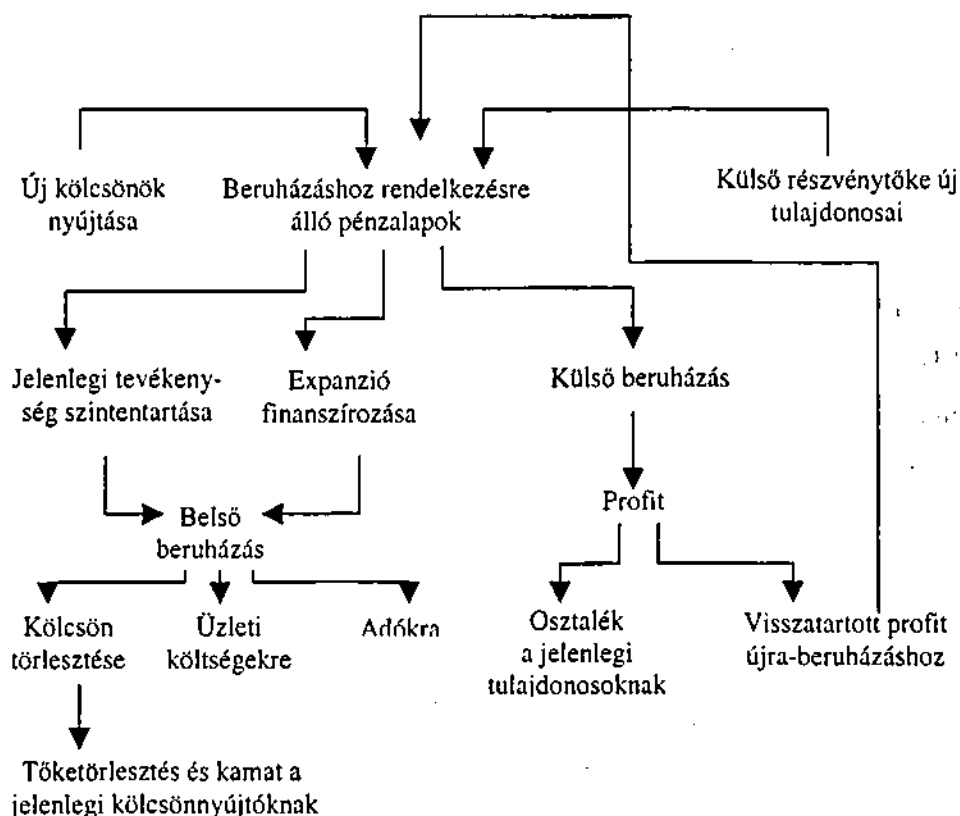 Új kölcsönök
nyújtása
Beruházáshoz rendelkezésre
álló pénzalapok
Külső részvénytőke új
tulajdonosai
Jelenlegi tevékeny-
ség szintentartása
Expanzió
finanszírozása
Külső beruházás
Belső
beruházás
Profit
Kölcsön
törlesztése
Üzleti
költségekre
Adókra
Osztalék
a jelenlegi
tulajdonosoknak
Visszatartott profit
újra-beruházáshoz
Tőketörlesztés és kamat a
jelenlegi kölcsönnyújtóknak